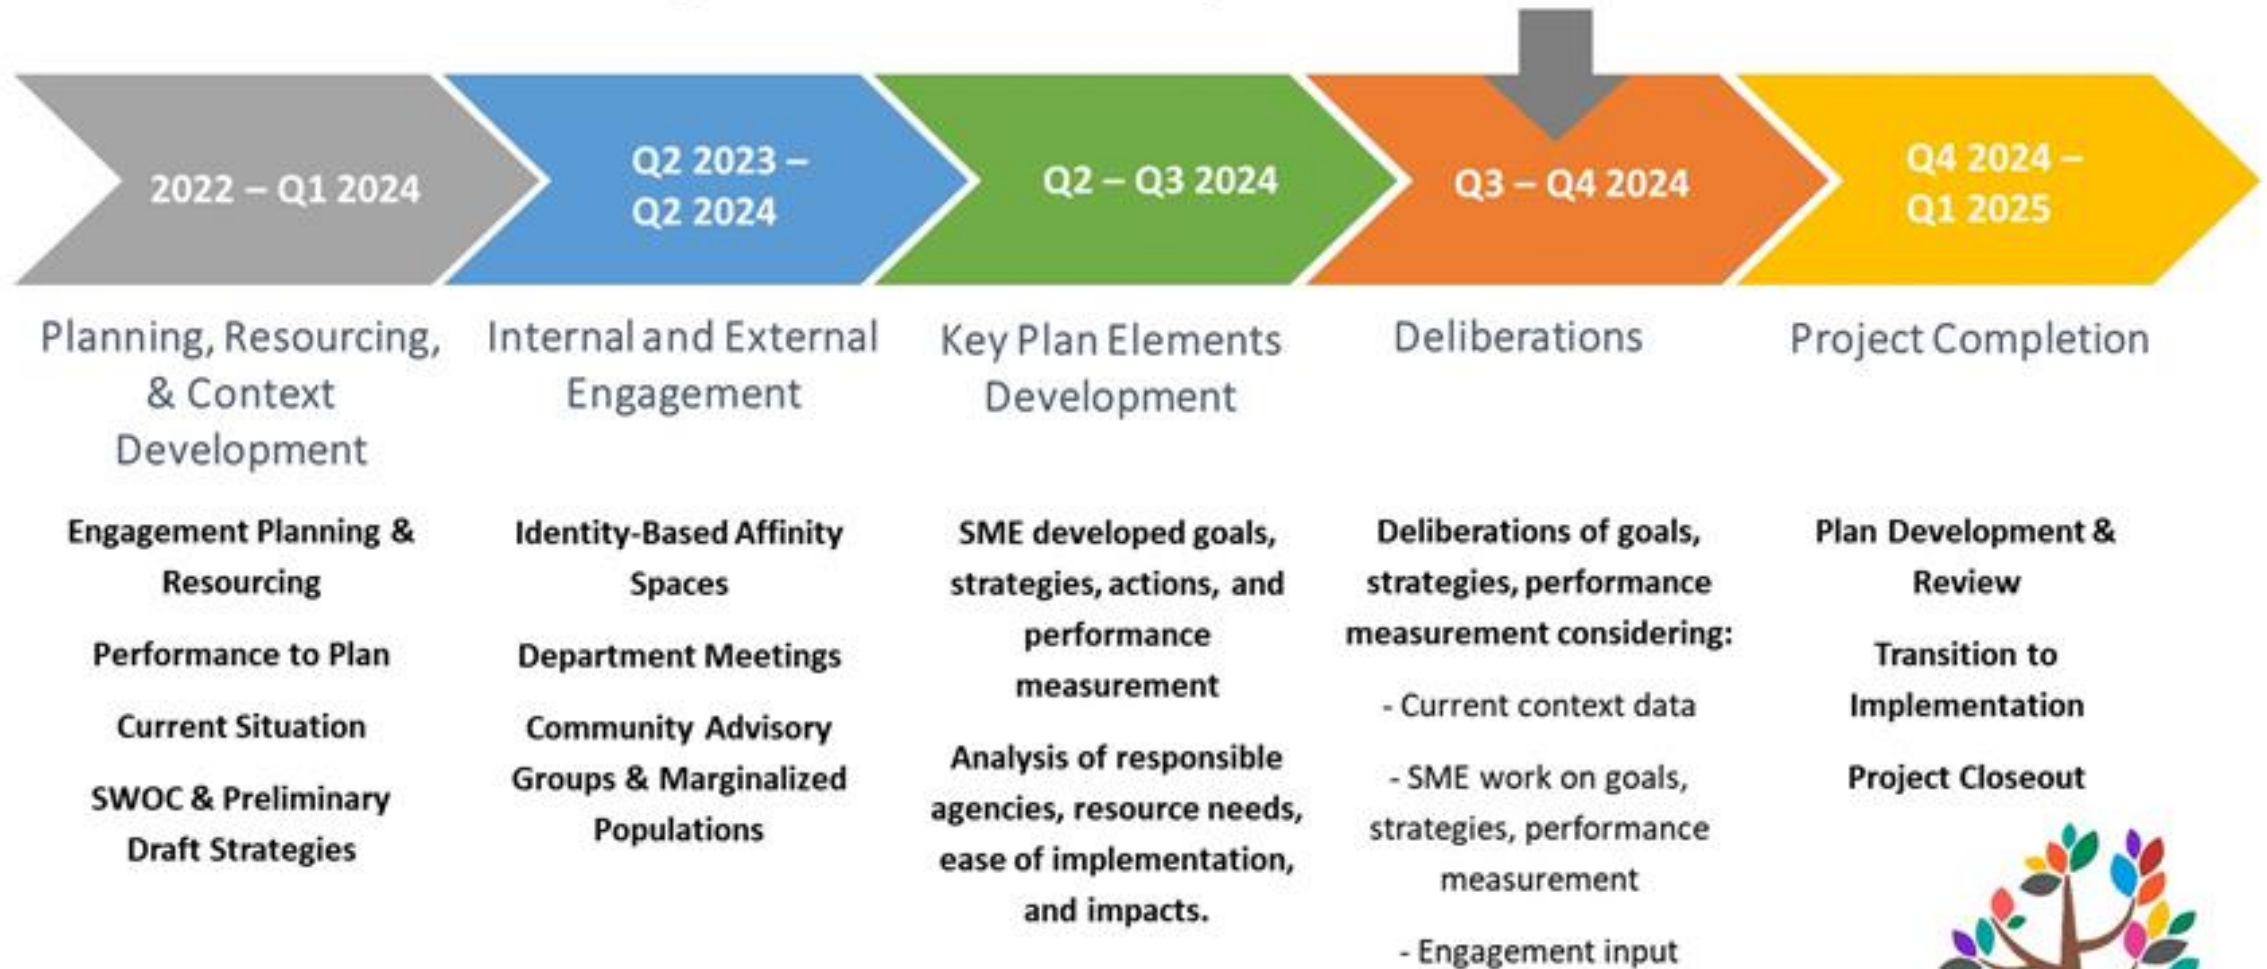 2022 – Q1 2024
Q2 2023 –
Q2 2024
Q2 – Q3 2024
Q3 – Q4 2024
Q4 2024 –
Q1 2025
Planning, Resourcing,
& Context
Development
Engagement Planning &
Resourcing
Performance to Plan
Current Situation
SWOC & Preliminary
Draft Strategies
Internal and External
Engagement
Identity-Based Affinity
Spaces
Department Meetings
Community Advisory
Groups & Marginalized
Populations
Key Plan Elements
Development
SME developed goals,
strategies, actions, and
performance
measurement
Analysis of responsible
agencies, resource needs,
ease of implementation,
and impacts.
Deliberations
Deliberations of goals,
strategies, performance
measurement considering:
- Current context data
- SME work on goals,
strategies, performance
measurement
- Engagement input
Project Completion
Plan Development &
Review
Transition to
Implementation
Project Closeout